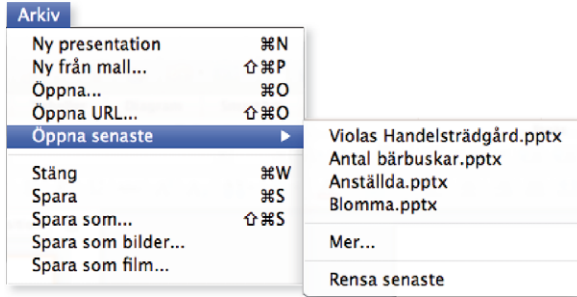 Arkiv
Ny presentation ⌘N
Ny från mall... ⇧⌘P
Öppna... ⌘O
Öppna URL... ⇧⌘O
Öppna senaste ▶
Stäng ⌘W
Spara ⌘S
Spara som... ⇧⌘S
Spara som bilder...
Spara som film...
Violas Handelsträdgård.pptx
Antal bärbuskar.pptx
Anställda.pptx
Blomma.pptx
Mer...
Rensa senaste